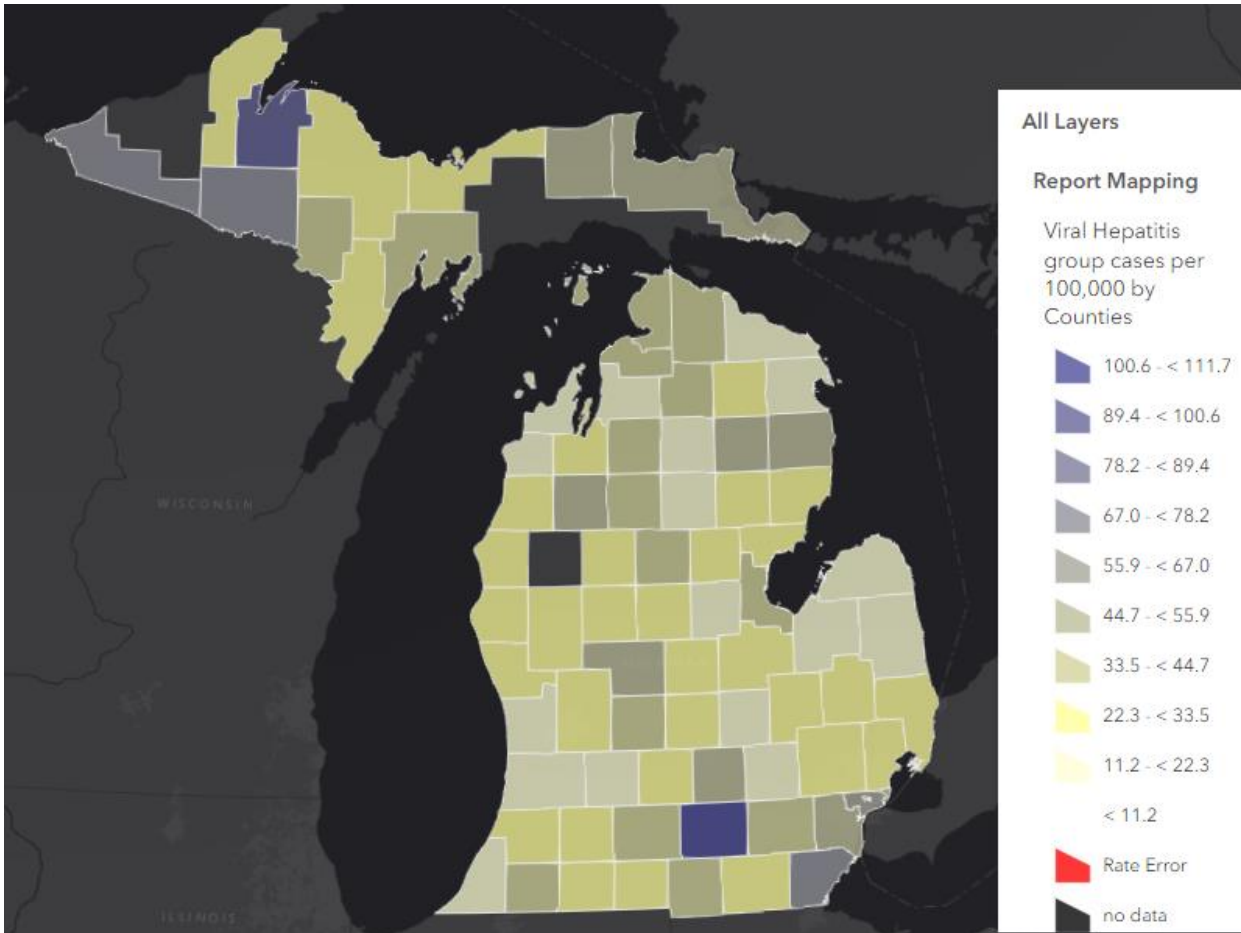 WISCONSIN
ILLINOIS
All Layers
Report Mapping
Viral Hepatitis
group cases per
100,000 by
Counties
100.6 - < 111.7
89.4 - < 100.6
78.2 - < 89.4
67.0 - < 78.2
55.9 - < 67.0
44.7 - < 55.9
33.5 - < 44.7
22.3 - < 33.5
11.2 - < 22.3
< 11.2
Rate Error
no data